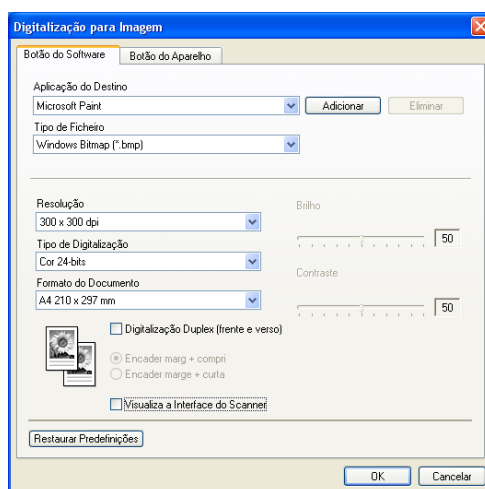 Digitalização para Imagem
Botão do Software
Botão do Aparelho
Aplicação do Destino
Microsoft Paint
Adicionar
Eliminar
Tipo de Ficheiro
Windows Bitmap (*.bmp)
Resolução
300 x 300 dpi
Tipo de Digitalização
Cor 24-bits
Formato do Documento
A4 210 x 297 mm
Brilho
50
Contraste
50
Digitalização Duplex (frente e verso)
Encader marg + compri
Encader marge + curta
Visualiza a Interface do Scanner
Restaurar Predefinições
OK
Cancelar